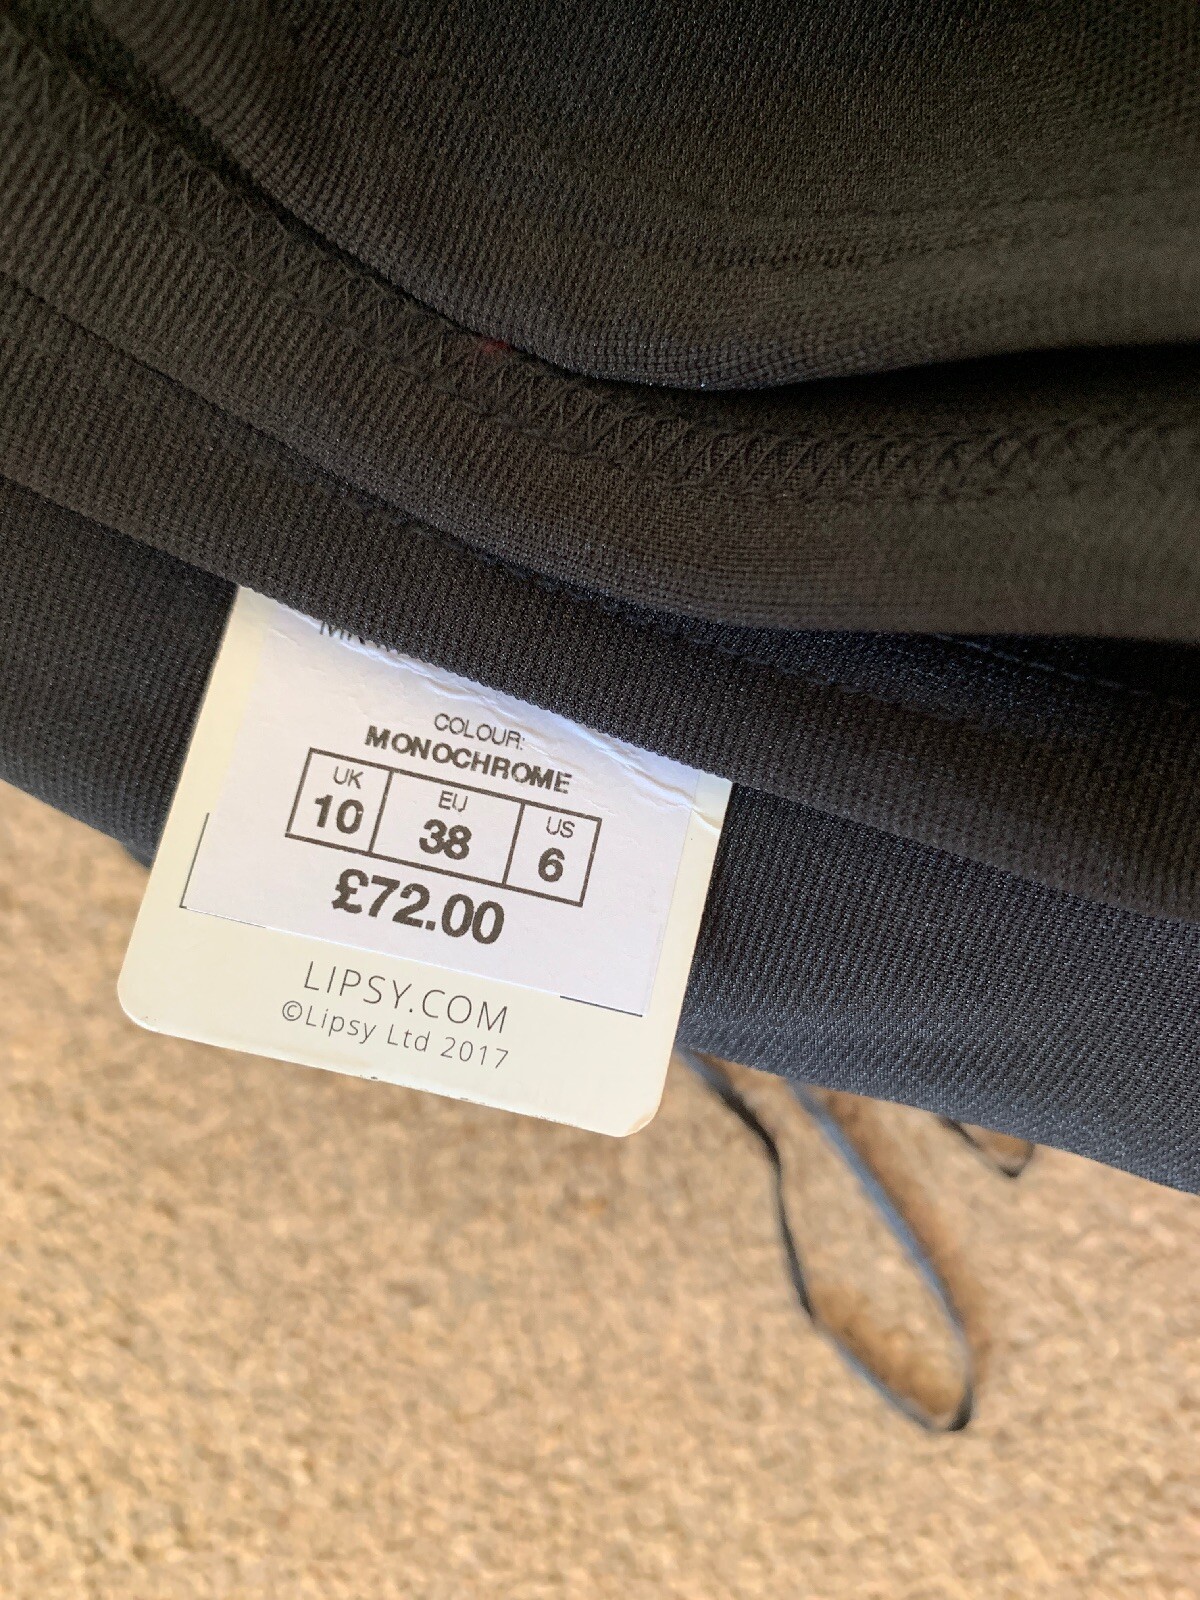 COLOUR:
MONOCHROME
UK EU US
10 38 6
£72.00
LIPSY.COM
©Lipsy Ltd 2017